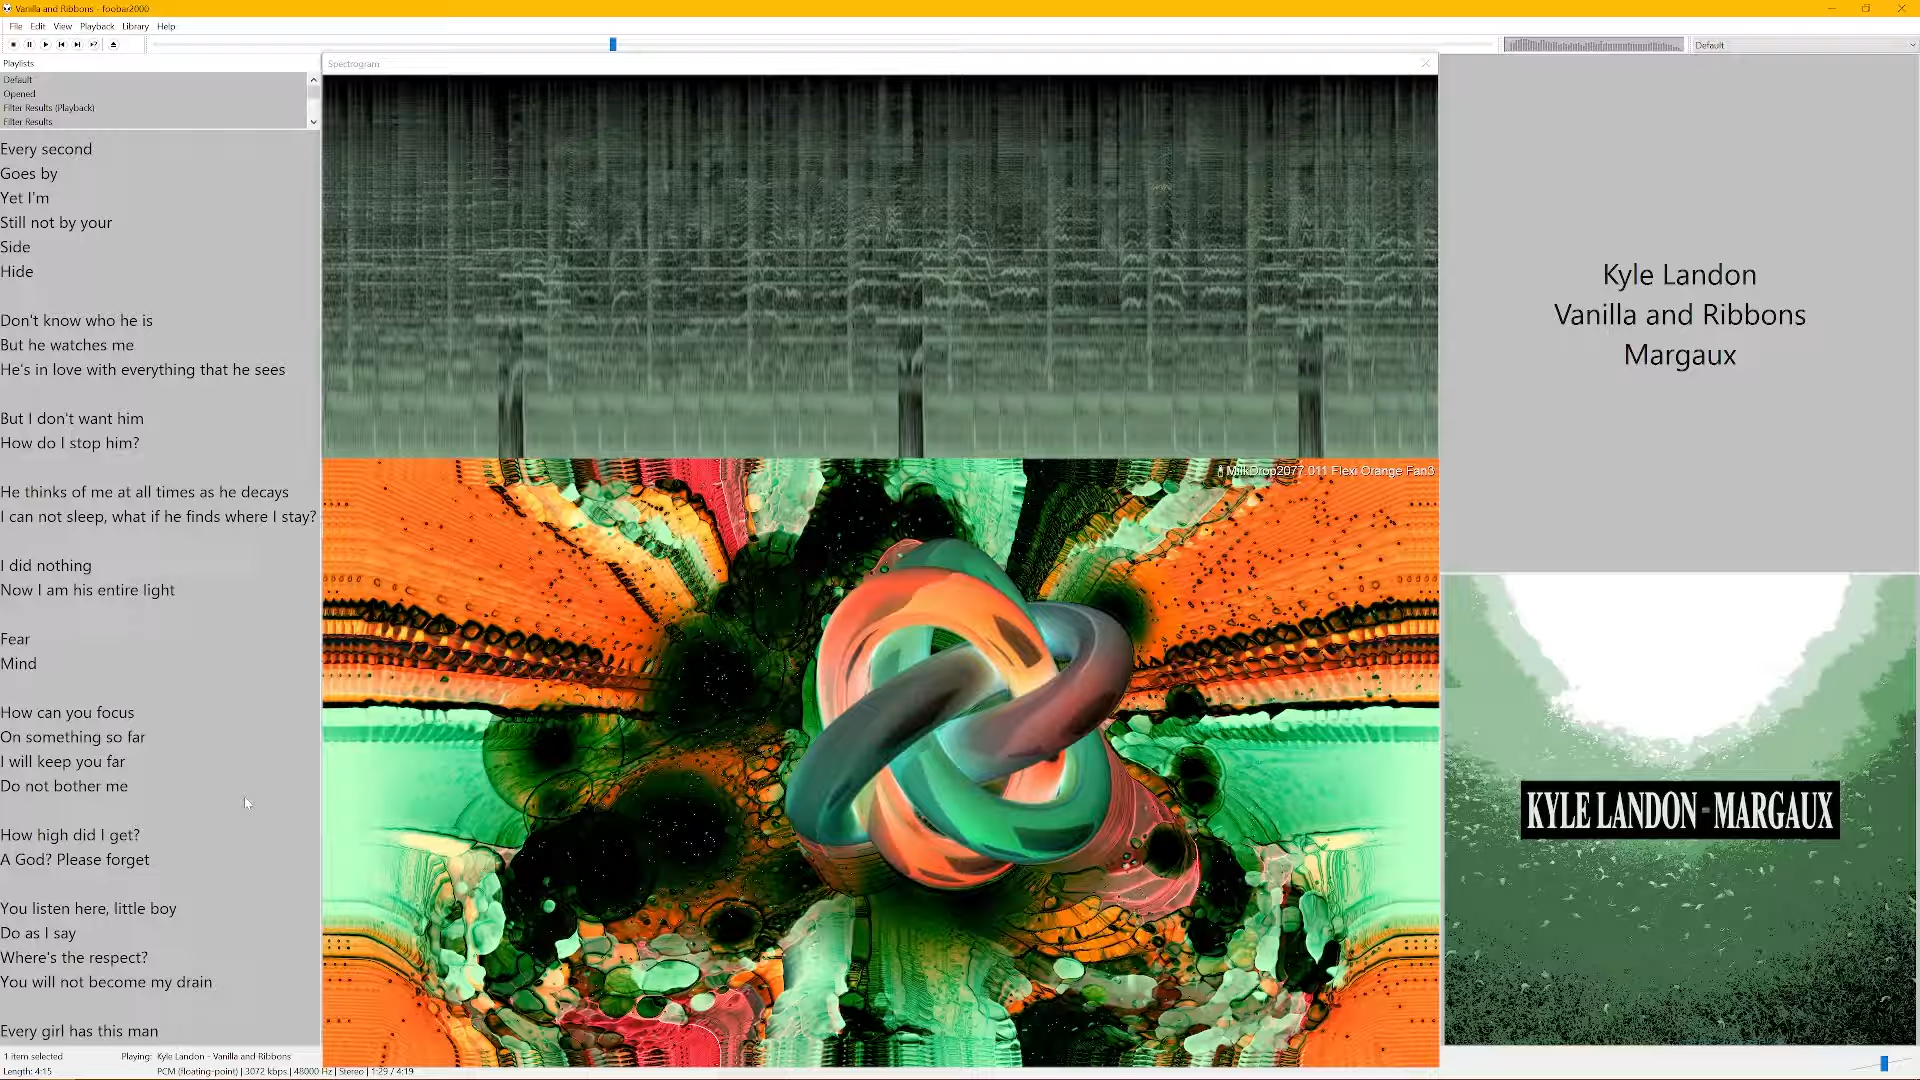 Vanilla and Ribbons - foobar2000
File Edit View Playback Library Help
Default
Playlists
Default
Opened
Filter Results (Playback)
Filter Results
Every second
Goes by
Yet I'm
Still not by your
Side
Hide
Don't know who he is
But he watches me
He's in love with everything that he sees
But I don't want him
How do I stop him?
He thinks of me at all times as he decays
I can not sleep, what if he finds where I stay?
I did nothing
Now I am his entire light
Fear
Mind
How can you focus
On something so far
I will keep you far
Do not bother me
How high did I get?
A God? Please forget
You listen here, little boy
Do as I say
Where's the respect?
You will not become my drain
Every girl has this man
Spectrogram
MilkDrop2077 011 Flexi Orange Fan3
Kyle Landon
Vanilla and Ribbons
Margaux
KYLE LANDON - MARGAUX
1 item selected
Playing: Kyle Landon - Vanilla and Ribbons
Length: 4:15
PCM (floating-point) | 3072 kbps | 48000 Hz | Stereo | 1:29 / 4:19